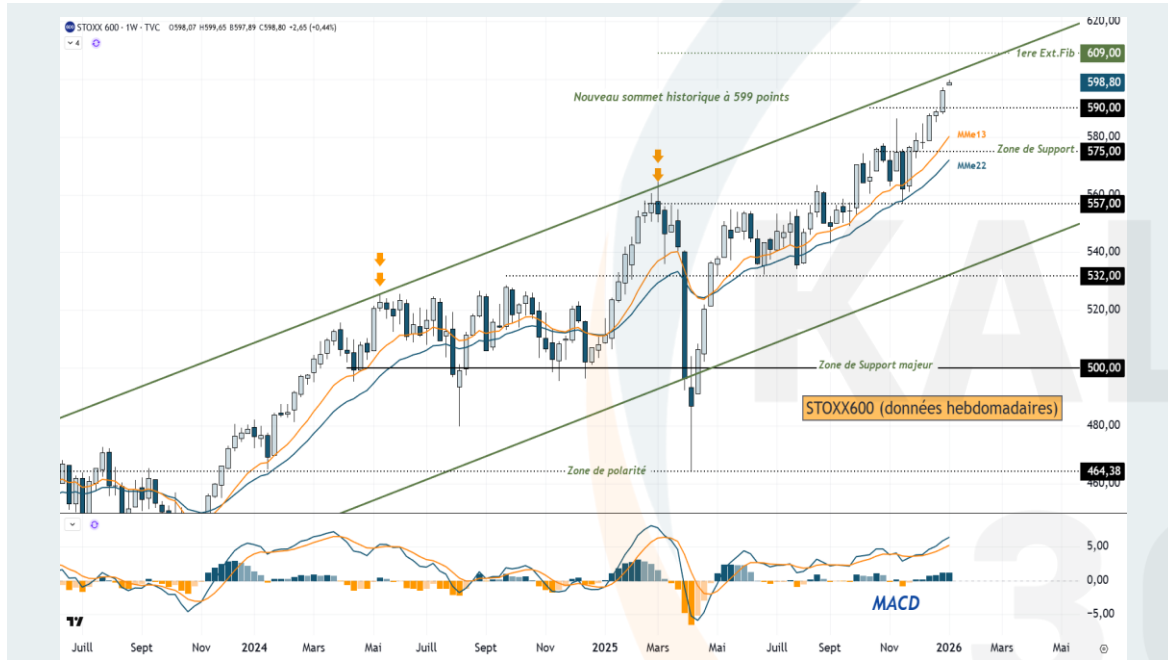 STOXX 600 · 1W · TVC O598,07 H599,65 B597,89 C598,80 +2,65 (+0,44%)
4
620,00
1ere Ext.Fib
609,00
598,80
Nouveau sommet historique à 599 points
590,00
580,00
MMe13
Zone de Support
575,00
MMe22
560,00
557,00
540,00
532,00
520,00
Zone de Support majeur
500,00
STOXX600 (données hebdomadaires)
480,00
Zone de polarité
464,38
460,00
5,00
0,00
MACD
−5,00
Juill Sept Nov 2024 Mars Mai Juill Sept Nov 2025 Mars Mai Juill Sept Nov 2026 Mars Mai
KAL